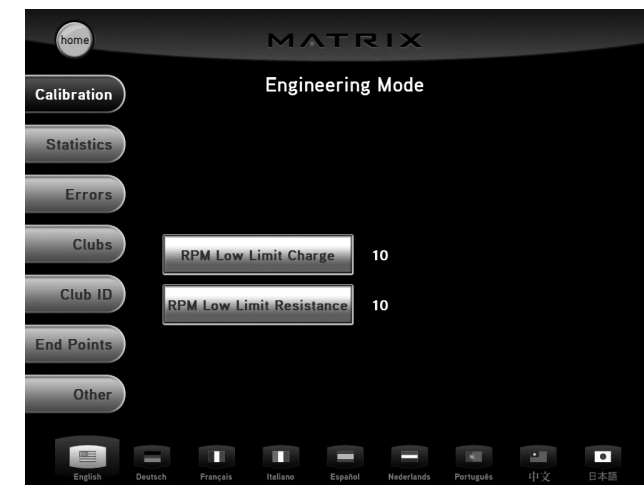 home
MATRIX
Engineering Mode
Calibration
Statistics
Errors
Clubs
Club ID
End Points
Other
RPM Low Limit Charge 10
RPM Low Limit Resistance 10
English Deutsch Français Italiano Español Nederlands Português 中文 日本語